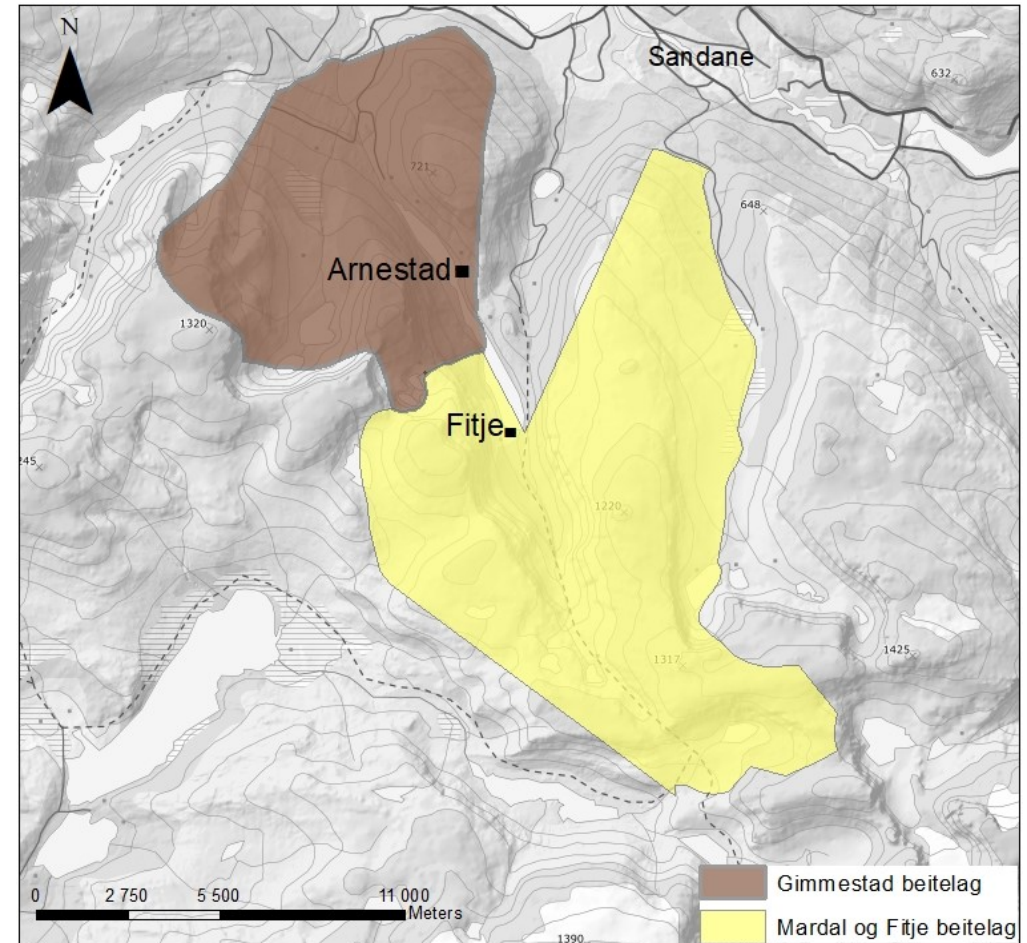 N
Sandane
632
721
648
Arnestad
1320
Fitje
245
1220
1317
1425
0 2 750 5 500 11 000
Meters
Gimmestad beitelag
Mardal og Fitje beitelag
1390